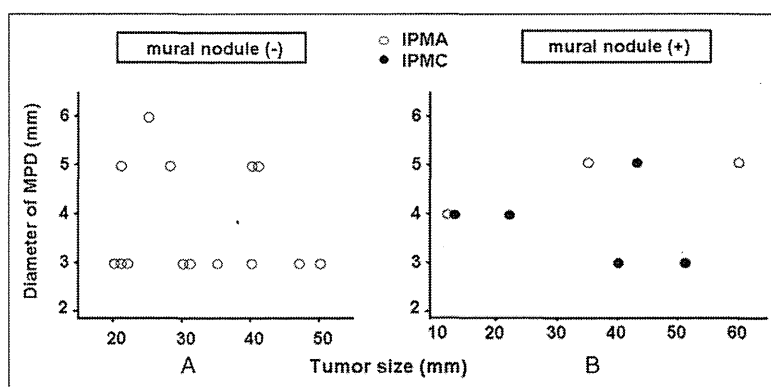 mural nodule (-)
IPMA
IPMC
mural nodule (+)
Diameter of MPD (mm)
6
5
4
3
2
20 30 40 50
A
6
5
4
3
2
10 20 30 40 50 60
B
Tumor size (mm)